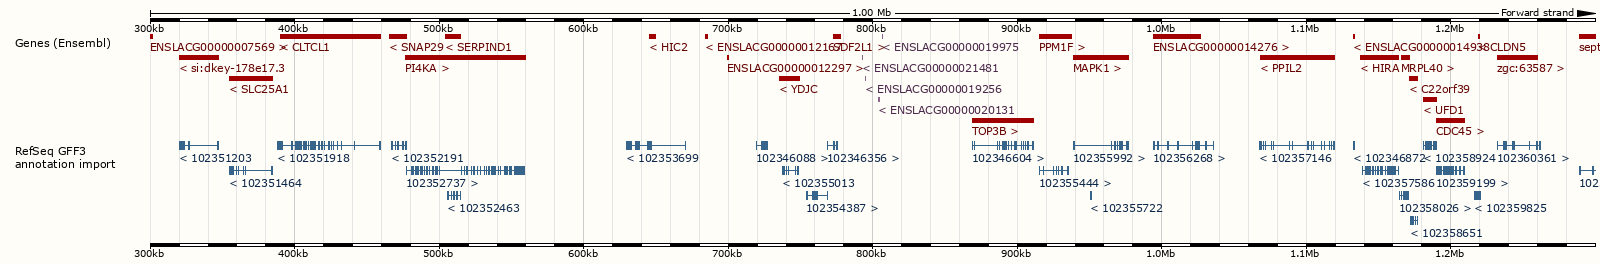 1.00 Mb Forward strand
300kb 400kb 500kb 600kb 700kb 800kb 900kb 1.0Mb 1.1Mb 1.2Mb
Genes (Ensembl)
ENSLACG00000007569 > < CLTCL1 < SNAP29 < SERPIND1 < HIC2 < ENSLACG00000012167 SDF2L1 > < ENSLACG00000019975 PPM1F > ENSLACG00000014276 > < ENSLACG00000014938 CLDN5 sept
< si:dkey-178e17.3 PI4KA > ENSLACG00000012297 > < ENSLACG00000021481 MAPK1 > < PPIL2 < HIRA MRPL40 > zgc:63587 >
< SLC25A1 < YDJC < ENSLACG00000019256 < C22orf39
< ENSLACG00000020131 < UFD1
TOP3B > CDC45 >
RefSeq GFF3
annotation import
< 102351203 < 102351918 < 102352191 < 102353699 102346088 > 102346356 > 102346604 > 102355992 > 102356268 > < 102357146 < 102346872 < 102358924 102360361 >
< 102351464 102352737 > < 102355013 102355444 > < 102357586 102359199 > 102
< 102352463 102354387 > < 102355722 102358026 > < 102359825
< 102358651
300kb 400kb 500kb 600kb 700kb 800kb 900kb 1.0Mb 1.1Mb 1.2Mb